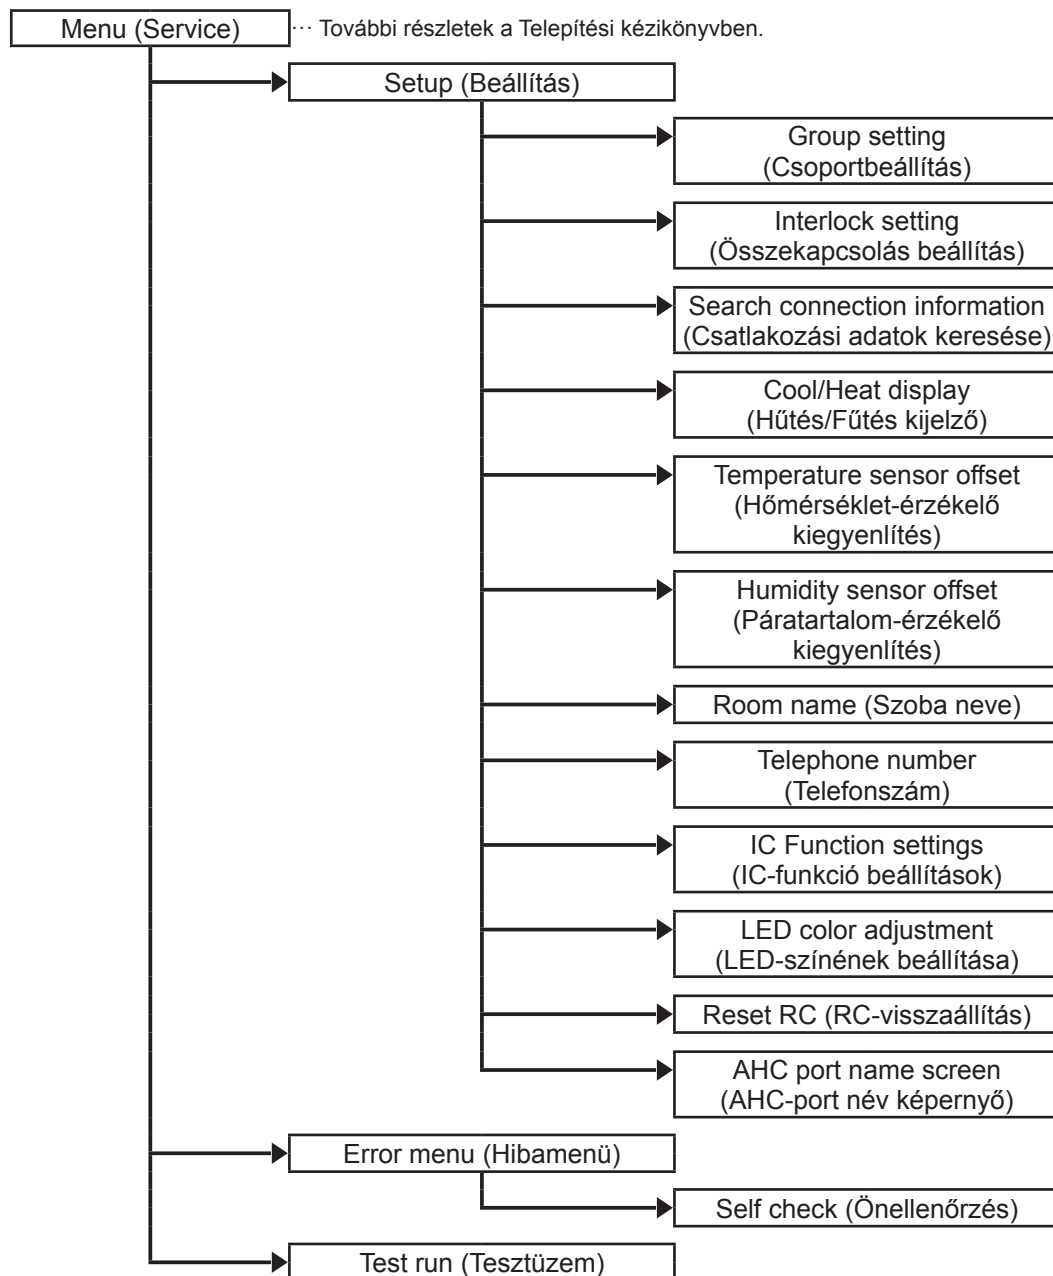 Menu (Service) ··· További részletek a Telepítési kézikönyvben.
Setup (Beállítás)
Group setting
(Csoportbeállítás)
Interlock setting
(Összekapcsolás beállítás)
Search connection information
(Csatlakozási adatok keresése)
Cool/Heat display
(Hűtés/Fűtés kijelző)
Temperature sensor offset
(Hőmérséklet-érzékelő
kiegyenlítés)
Humidity sensor offset
(Páratartalom-érzékelő
kiegyenlítés)
Room name (Szoba neve)
Telephone number
(Telefonszám)
IC Function settings
(IC-funkció beállítások)
LED color adjustment
(LED-színének beállítása)
Reset RC (RC-visszaállítás)
AHC port name screen
(AHC-port név képernyő)
Error menu (Hibamenü)
Self check (Önellenőrzés)
Test run (Tesztüzem)